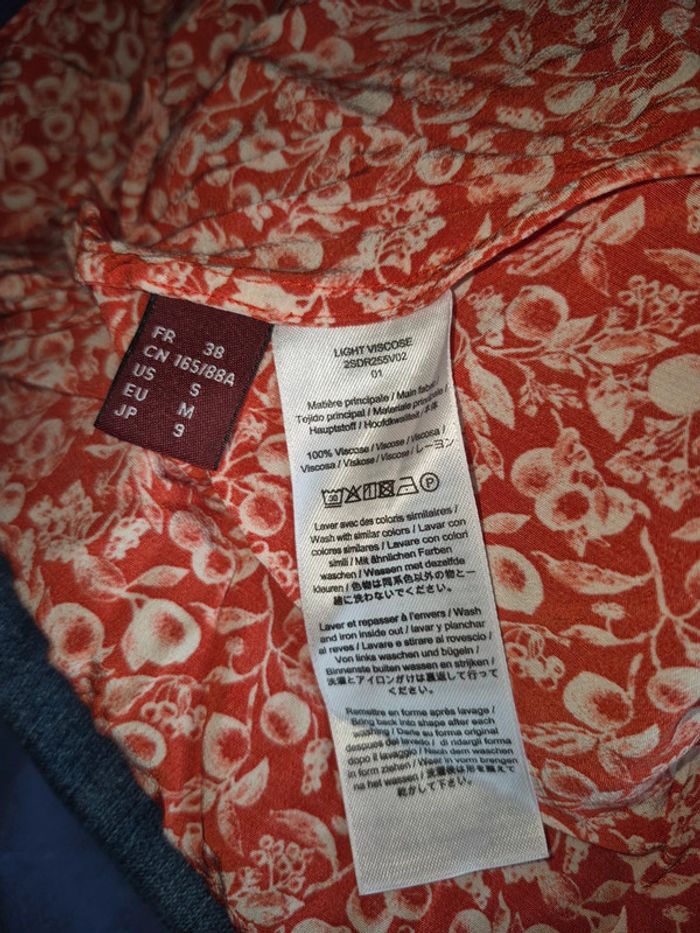 FR 38
CN 165/88A
US S
EU M
JP 9
LIGHT VISCOSE
2SDR255V02
01
Matière principale / Main fabric
Tejido principal / Materiale principale /
Hauptstoff / Hoofdkwaliteit / 本体
100% Viscose / Viscose / Viscosa /
Viscosa / Viskose / Viscose / レーヨン
30
P
Laver avec des coloris similaires /
Wash with similar colors / Lavar con
colores similares / Lavare con colori
simili / Mit ähnlichen Farben
waschen / Wassen met dezelfde
kleuren / 色物は同系色以外の物と一
緒に洗わないでください。
Laver et repasser à l'envers / Wash
and iron inside out / lavar y planchar
al reves / Lavare e stirare al rovescio /
Von links waschen und bügeln /
Binnenste buiten wassen en strijken /
洗濯とアイロンがけは裏返して行って
ください。
Remettre en forme après lavage /
Bring back into shape after each
washing / Darle su forma original
despues del lavado / di ridargli forma
dopo il lavaggio / Nach dem waschen
in form ziehen / Weer in vorm brengen
na het wassen / 洗濯後は形を整えて
乾かして下さい。